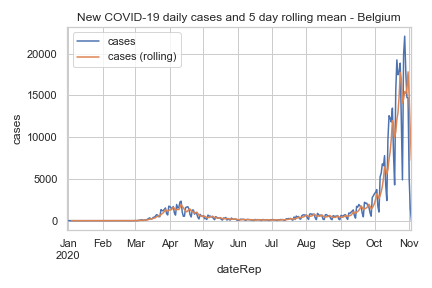 New COVID-19 daily cases and 5 day rolling mean - Belgium
cases
cases (rolling)
20000
15000
10000
5000
0
cases
Jan Feb Mar Apr May Jun Jul Aug Sep Oct Nov
2020
dateRep